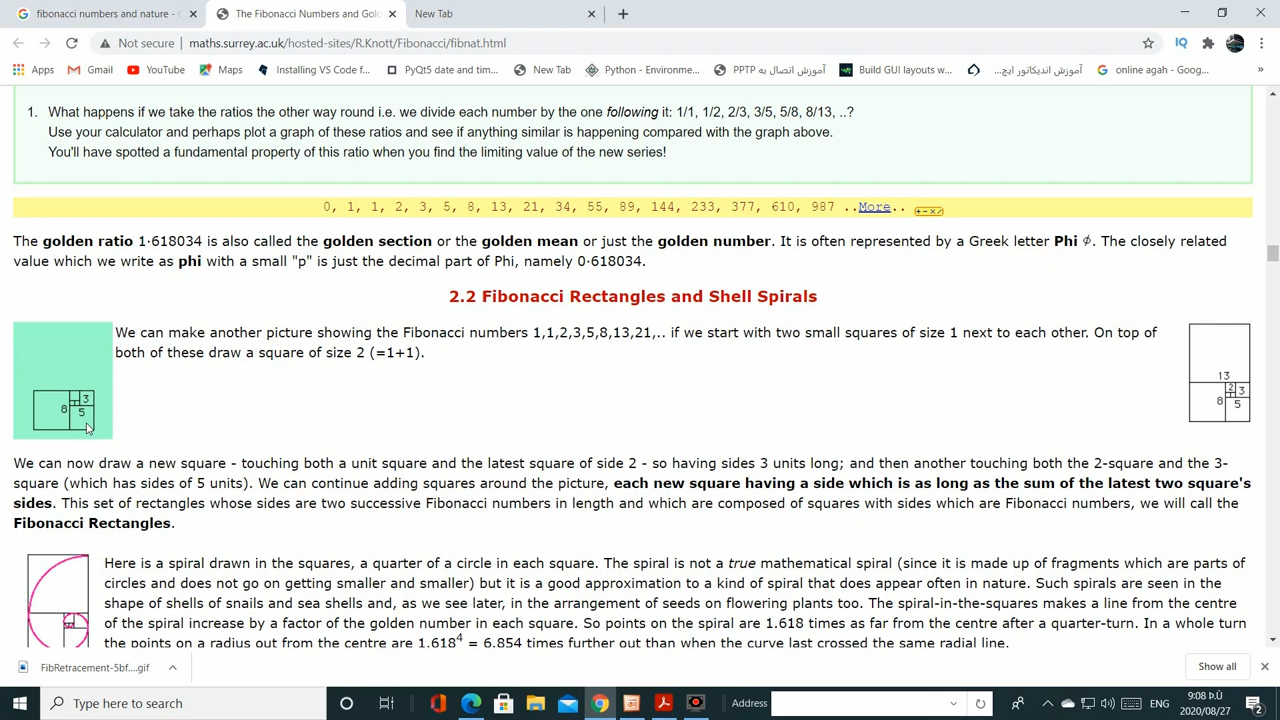 fibonacci numbers and nature - G
The Fibonacci Numbers and Gold
New Tab
Not secure
maths.surrey.ac.uk/hosted-sites/R.Knott/Fibonacci/fibnat.html
Apps
Gmail
YouTube
Maps
Installing VS Code f...
PyQt5 date and tim...
New Tab
Python - Environme...
آموزش اتصال به PPTP
Build GUI layouts w...
آموزش اندیکاتور ایچ...
online agah - Goog...
1. What happens if we take the ratios the other way round i.e. we divide each number by the one following it: 1/1, 1/2, 2/3, 3/5, 5/8, 8/13, ..?
Use your calculator and perhaps plot a graph of these ratios and see if anything similar is happening compared with the graph above.
You'll have spotted a fundamental property of this ratio when you find the limiting value of the new series!
0, 1, 1, 2, 3, 5, 8, 13, 21, 34, 55, 89, 144, 233, 377, 610, 987 ..More..
The golden ratio 1·618034 is also called the golden section or the golden mean or just the golden number. It is often represented by a Greek letter Phi Φ. The closely related
value which we write as phi with a small "p" is just the decimal part of Phi, namely 0·618034.
2.2 Fibonacci Rectangles and Shell Spirals
We can make another picture showing the Fibonacci numbers 1,1,2,3,5,8,13,21,.. if we start with two small squares of size 1 next to each other. On top of
both of these draw a square of size 2 (=1+1).
8
3
5
13
2
3
8
5
We can now draw a new square - touching both a unit square and the latest square of side 2 - so having sides 3 units long; and then another touching both the 2-square and the 3-
square (which has sides of 5 units). We can continue adding squares around the picture, each new square having a side which is as long as the sum of the latest two square's
sides. This set of rectangles whose sides are two successive Fibonacci numbers in length and which are composed of squares with sides which are Fibonacci numbers, we will call the
Fibonacci Rectangles.
Here is a spiral drawn in the squares, a quarter of a circle in each square. The spiral is not a true mathematical spiral (since it is made up of fragments which are parts of
circles and does not go on getting smaller and smaller) but it is a good approximation to a kind of spiral that does appear often in nature. Such spirals are seen in the
shape of shells of snails and sea shells and, as we see later, in the arrangement of seeds on flowering plants too. The spiral-in-the-squares makes a line from the centre
of the spiral increase by a factor of the golden number in each square. So points on the spiral are 1.618 times as far from the centre after a quarter-turn. In a whole turn
the points on a radius out from the centre are 1.618⁴ = 6.854 times further out than when the curve last crossed the same radial line.
FibRetracement-5bf....gif
Show all
Type here to search
Address
ENG
9:08 Þ.Ù
2020/08/27
2